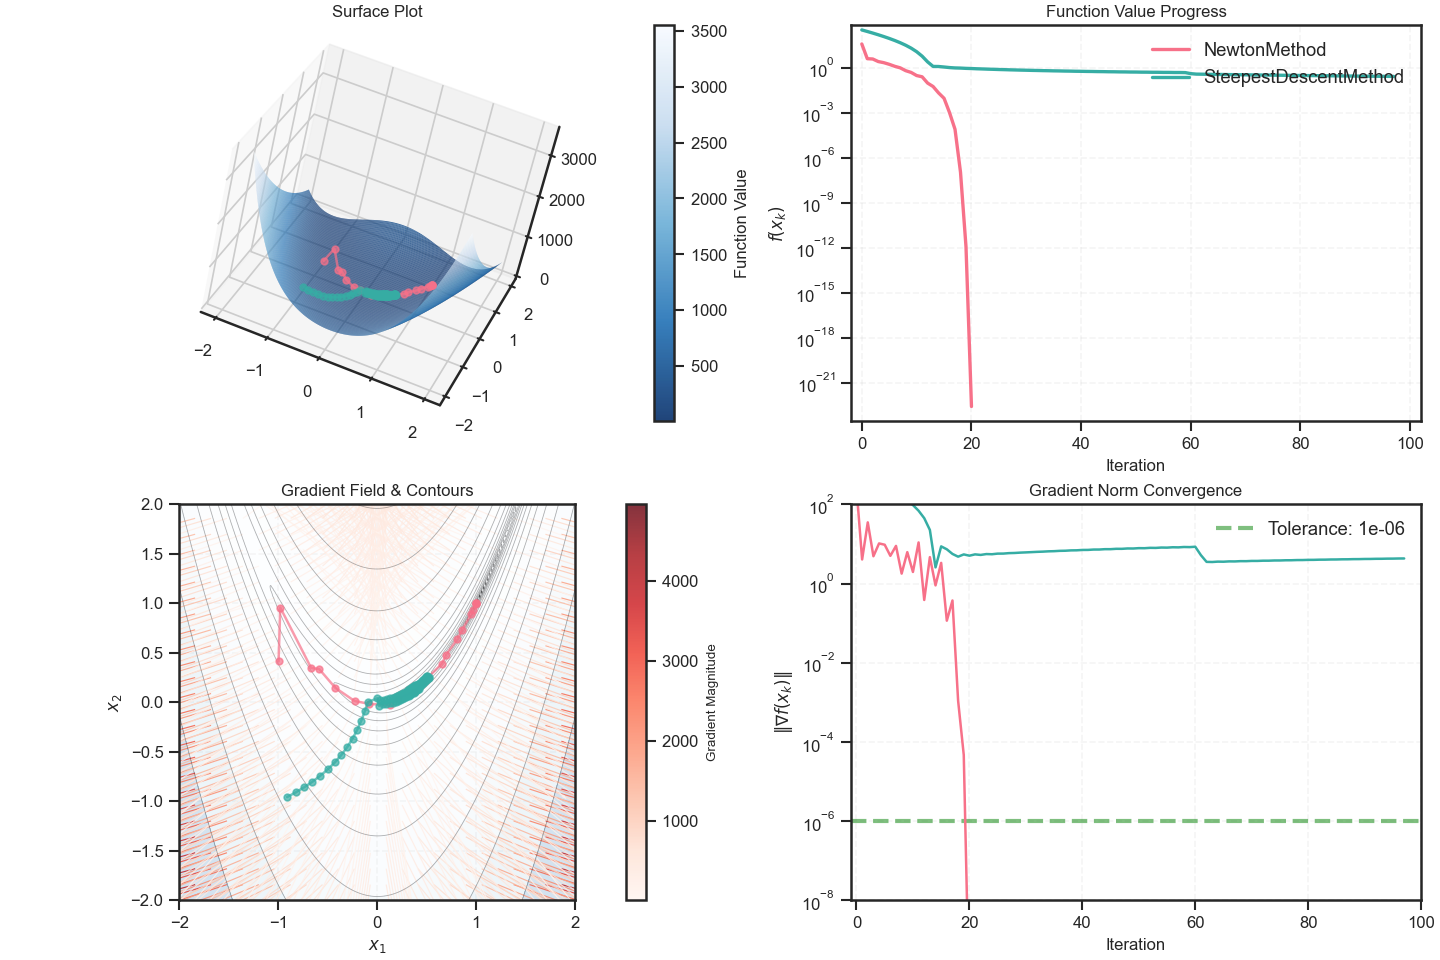 Surface Plot
3000
2000
1000
0
2
1
0
−1
−2
−2
−1
0
1
2
3500
3000
2500
2000
1500
1000
500
Function Value
Function Value Progress
NewtonMethod
SteepestDescentMethod
10^0
10^−3
10^−6
10^−9
10^−12
10^−15
10^−18
10^−21
f(x_k)
0 20 40 60 80 100
Iteration
Gradient Field & Contours
2.0
1.5
1.0
0.5
0.0
−0.5
−1.0
−1.5
−2.0
x_2
−2 −1 0 1 2
x_1
4000
3000
2000
1000
Gradient Magnitude
Gradient Norm Convergence
Tolerance: 1e-06
10^2
10^0
10^−2
10^−4
10^−6
10^−8
‖∇f(x_k)‖
0 20 40 60 80 100
Iteration